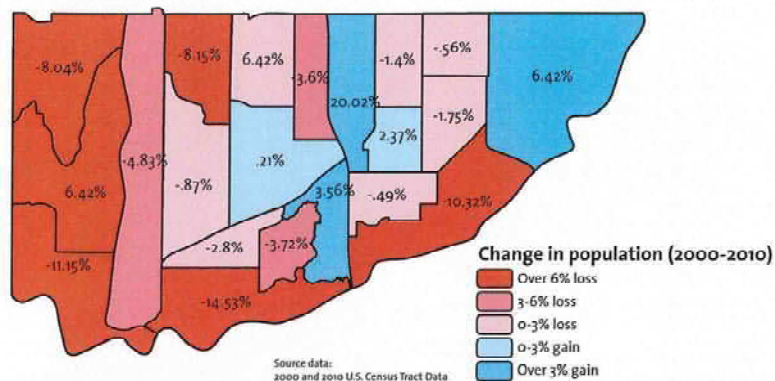 -8.04%
-8.15%
6.42%
-3.6%
20.02%
-1.4%
-.56%
6.42%
-1.75%
2.37%
-4.83%
.21%
6.42%
-.87%
3.56%
-.49%
-10.32%
-2.8%
-3.72%
-11.15%
-14.53%
Change in population (2000-2010)
Over 6% loss
3-6% loss
0-3% loss
0-3% gain
Over 3% gain
Source data:
2000 and 2010 U.S. Census Tract Data